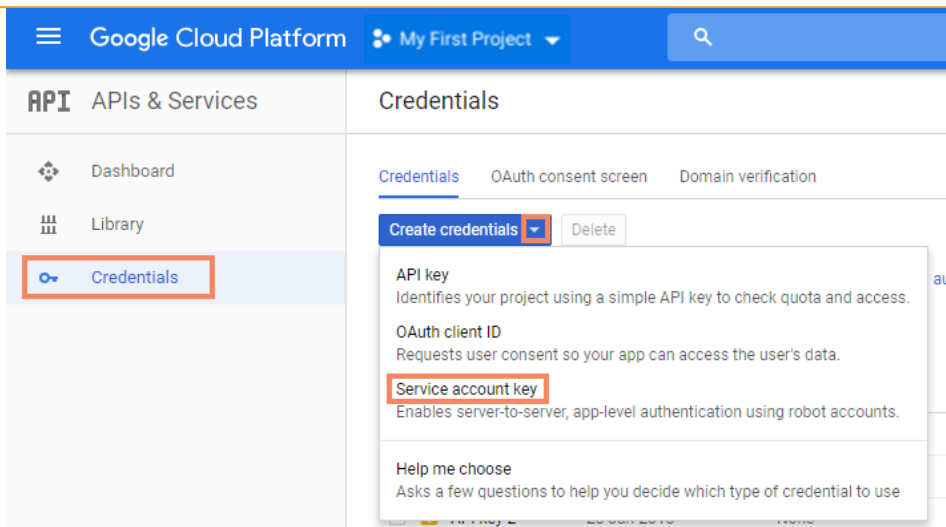 Google Cloud Platform My First Project
API APIs & Services Credentials
Dashboard
Credentials OAuth consent screen Domain verification
Library
Create credentials Delete
Credentials
API key
Identifies your project using a simple API key to check quota and access.
OAuth client ID
Requests user consent so your app can access the user's data.
Service account key
Enables server-to-server, app-level authentication using robot accounts.
Help me choose
Asks a few questions to help you decide which type of credential to use